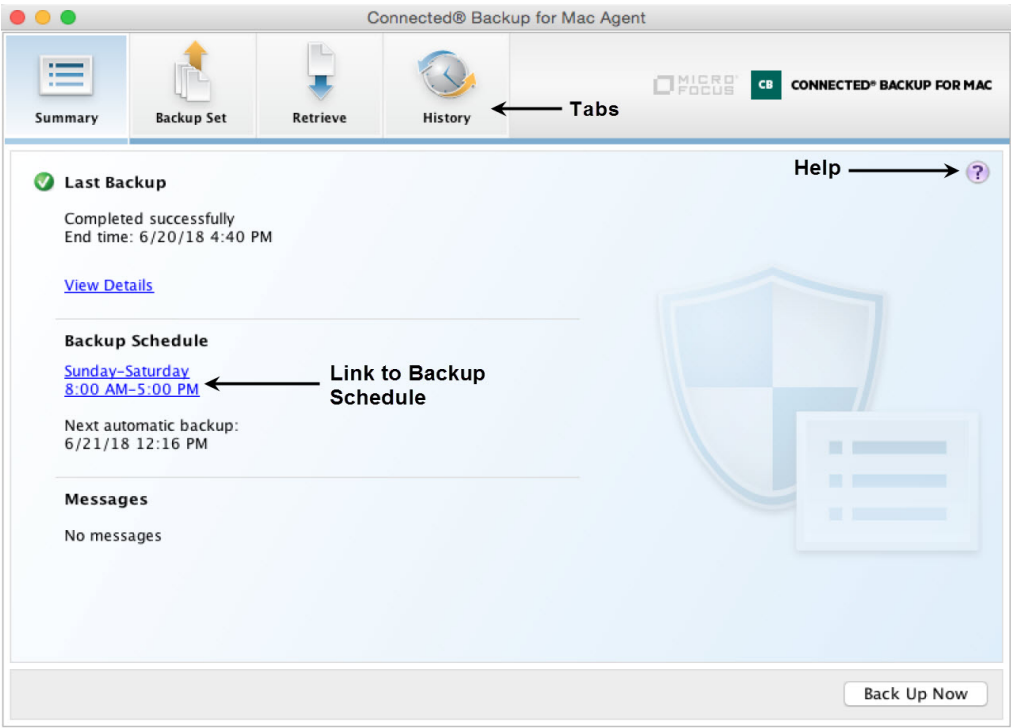 Connected® Backup for Mac Agent
Summary
Backup Set
Retrieve
History
Tabs
MICRO FOCUS
CB
CONNECTED® BACKUP FOR MAC
Help
?
Last Backup
Completed successfully
End time: 6/20/18 4:40 PM
View Details
Backup Schedule
Sunday–Saturday
8:00 AM–5:00 PM
Link to Backup
Schedule
Next automatic backup:
6/21/18 12:16 PM
Messages
No messages
Back Up Now